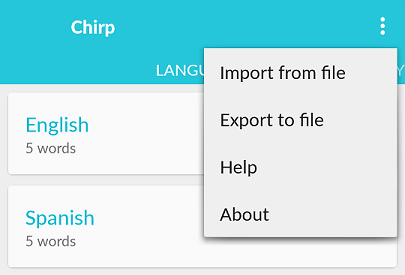 Chirp
Import from file
Export to file
Help
About
English
5 words
Spanish
5 words